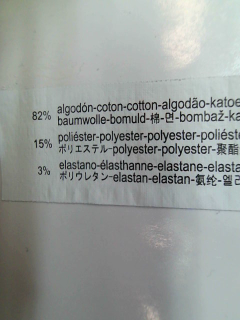 82% algodón-coton-cotton-algodão-katoe
baumwolle-bomuld-棉-면-bombaž-ka
15% poliéster-polyester-polyester-poliéste
ポリエステル-polyester-polyester-聚酯
3% elastano-élasthanne-elastane-elasta
ポリウレタン-elastan-elastan-氨纶-엘라